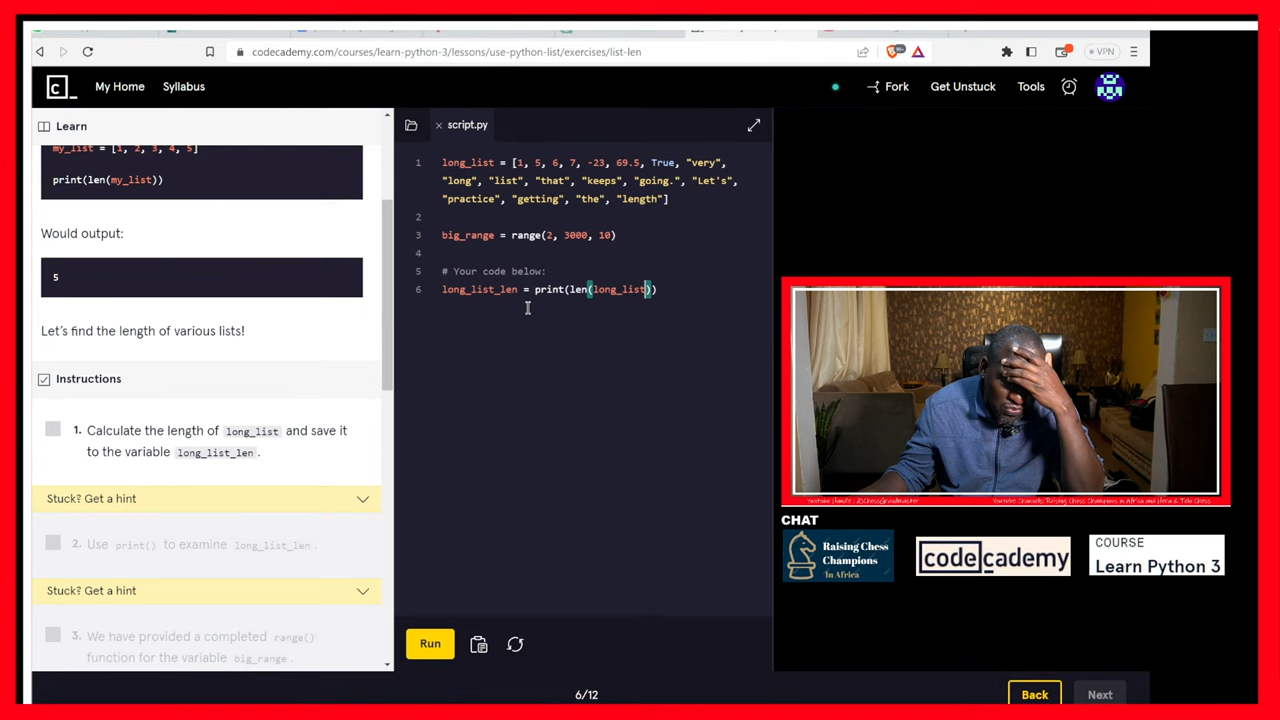 codecademy.com/courses/learn-python-3/lessons/use-python-list/exercises/list-len
99+
VPN
c_
My Home
Syllabus
Fork
Get Unstuck
Tools
Learn
my_list = [1, 2, 3, 4, 5]
print(len(my_list))
Would output:
5
Let's find the length of various lists!
Instructions
1. Calculate the length of long_list and save it
to the variable long_list_len.
Stuck? Get a hint
2. Use print() to examine long_list_len.
Stuck? Get a hint
3. We have provided a completed range()
function for the variable big_range.
script.py
1 long_list = [1, 5, 6, 7, -23, 69.5, True, "very",
"long", "list", "that", "keeps", "going.", "Let's",
"practice", "getting", "the", "length"]
2
3 big_range = range(2, 3000, 10)
4
5 # Your code below:
6 long_list_len = print(len(long_list))
Run
6/12
Back
Next
CHAT
Raising Chess
Champions
In Africa
codecademy
COURSE
Learn Python 3